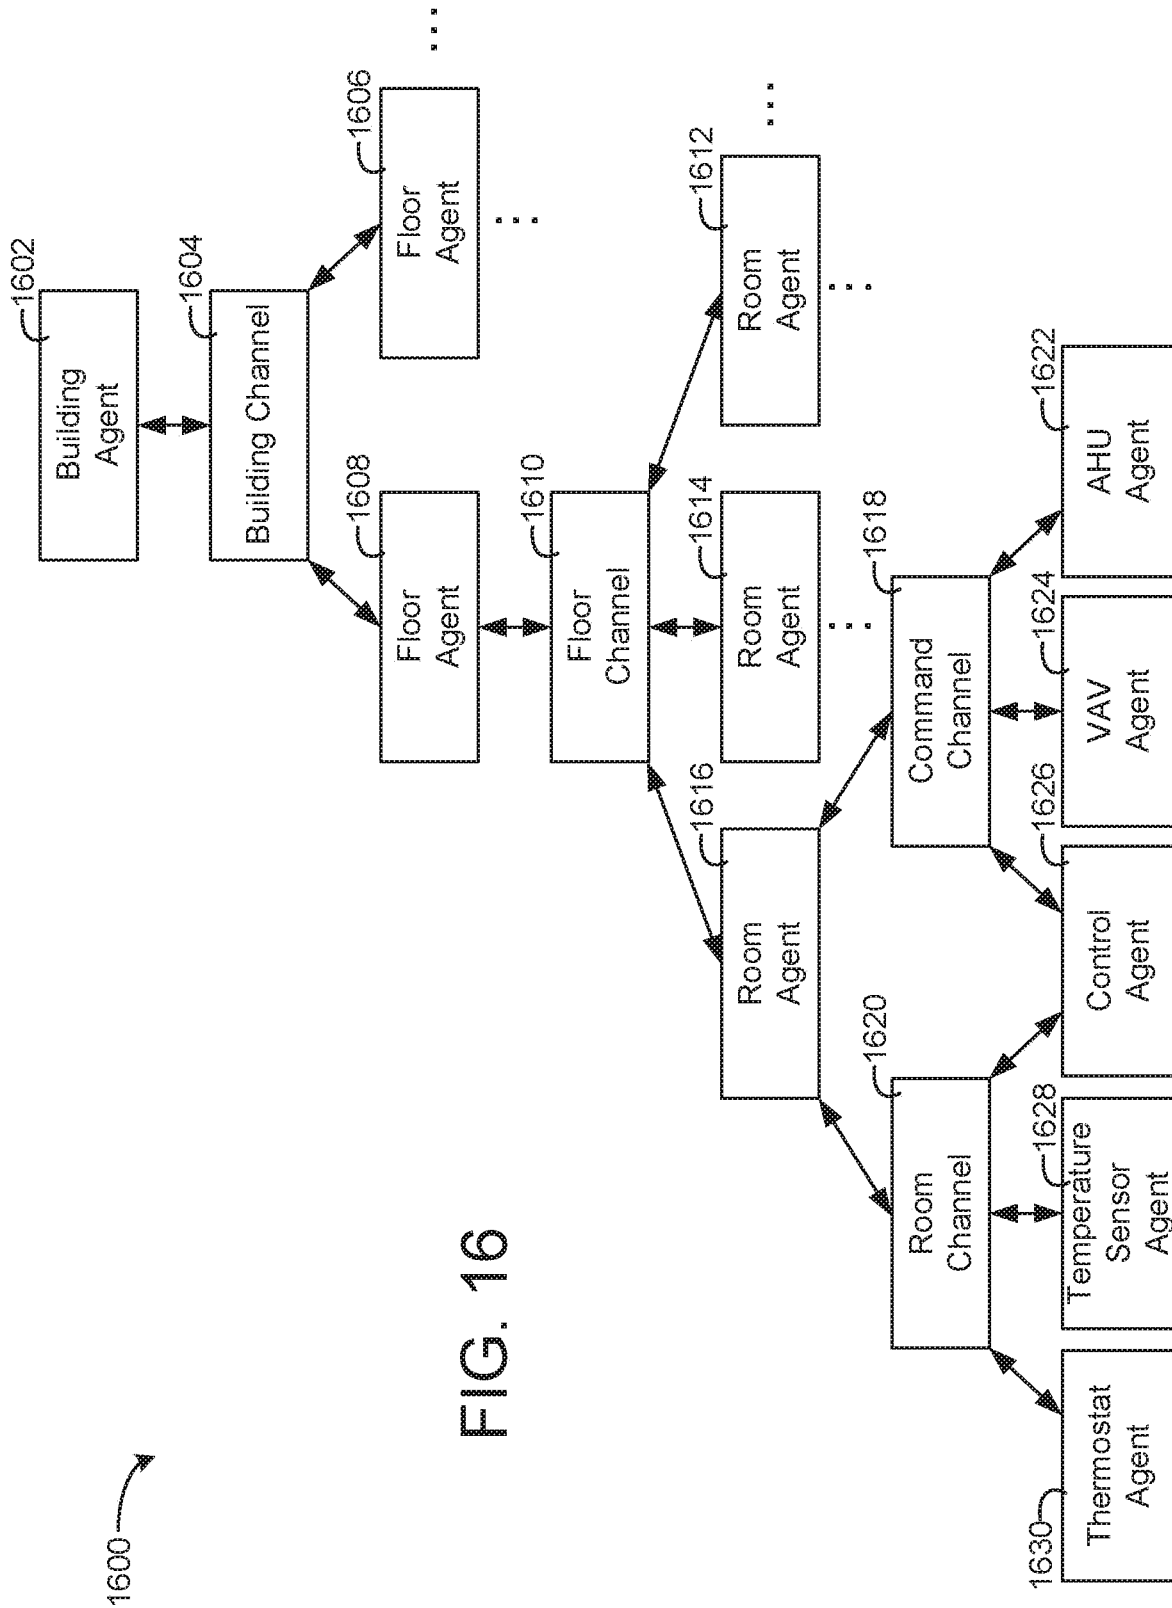 1600
Building
Agent
1602
Building Channel
1604
Floor
Agent
1608
Floor
Agent
1606
...
...
Floor
Channel
1610
Room
Agent
1616
Room
Agent
1614
...
Room
Agent
1612
...
...
Room
Channel
1620
Command
Channel
1618
Thermostat
Agent
1630
Temperature
Sensor
Agent
1628
Control
Agent
1626
VAV
Agent
1624
AHU
Agent
1622
FIG. 16